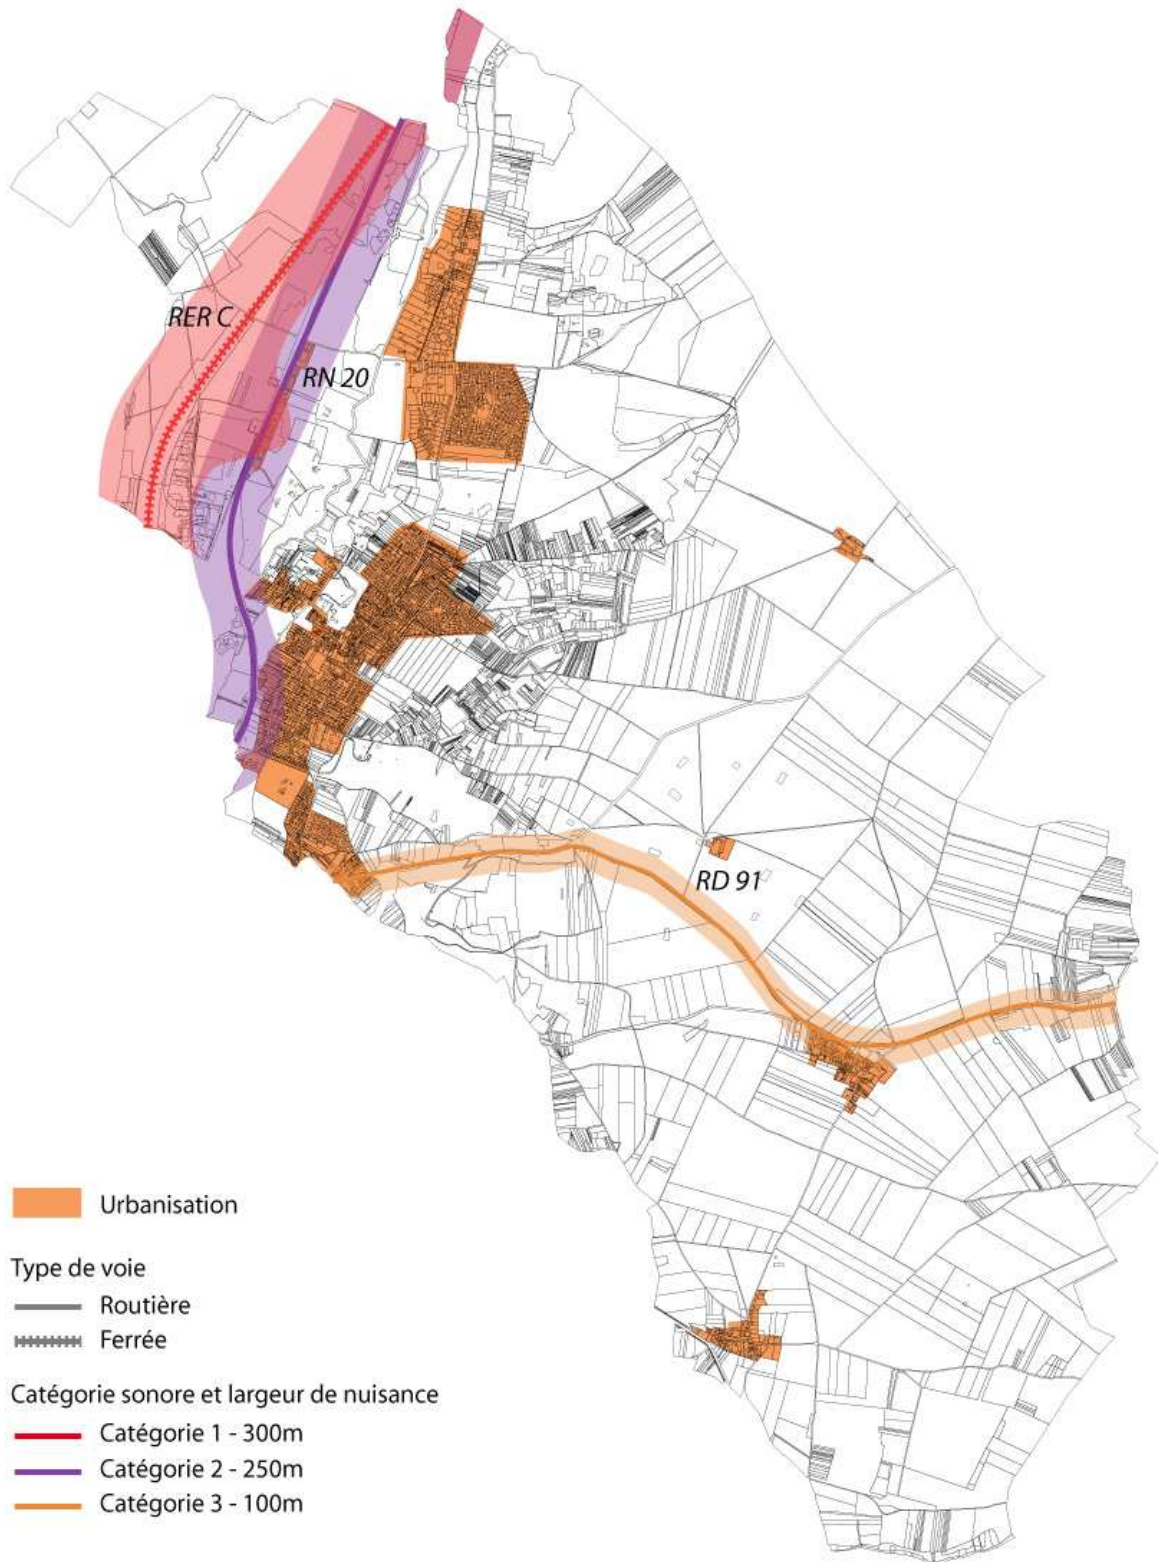 RER C
RN 20
RD 91
Urbanisation
Type de voie
Routière
Ferrée
Catégorie sonore et largeur de nuisance
Catégorie 1 - 300m
Catégorie 2 - 250m
Catégorie 3 - 100m